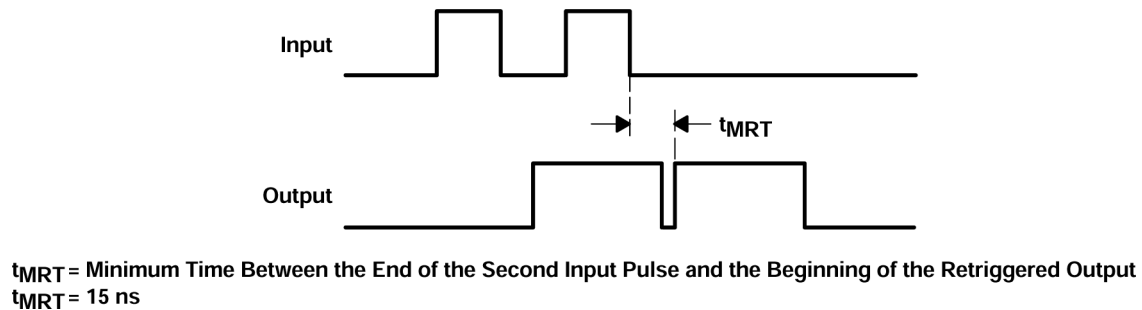 Input
tMRT
Output
tMRT = Minimum Time Between the End of the Second Input Pulse and the Beginning of the Retriggered Output
tMRT = 15 ns